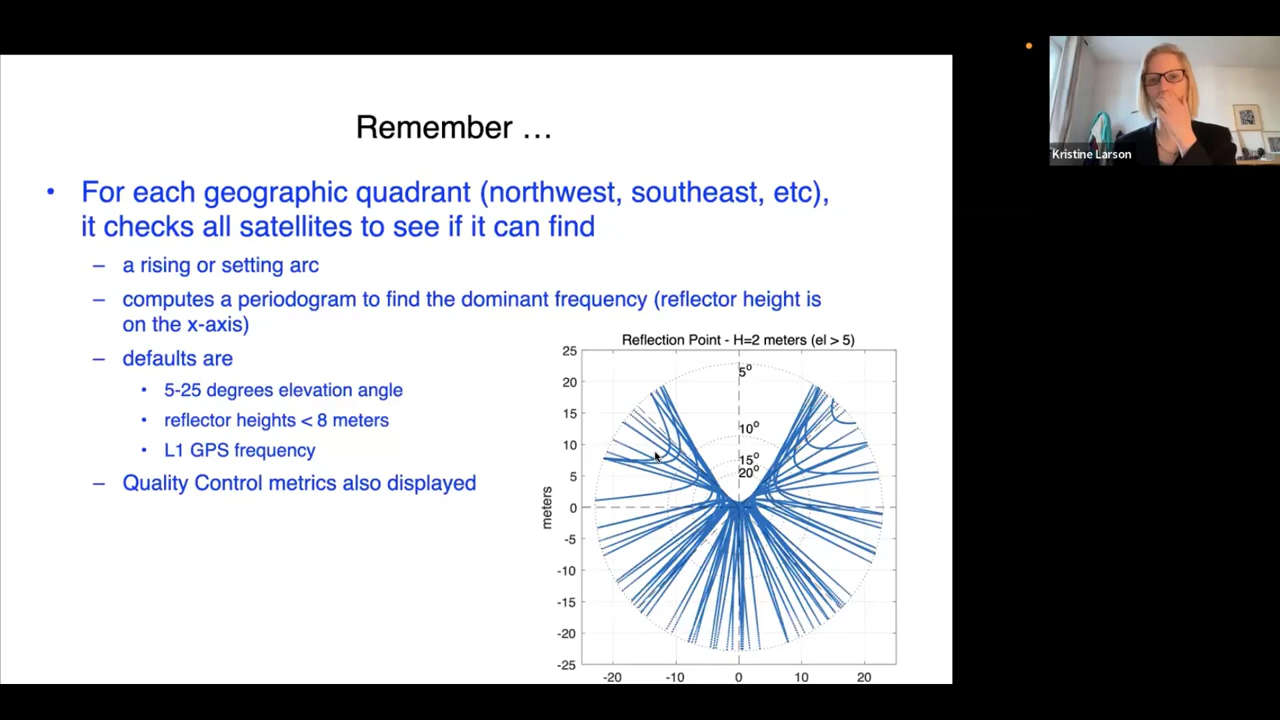 Remember …
• For each geographic quadrant (northwest, southeast, etc),
it checks all satellites to see if it can find
– a rising or setting arc
– computes a periodogram to find the dominant frequency (reflector height is
on the x-axis)
– defaults are
• 5-25 degrees elevation angle
• reflector heights < 8 meters
• L1 GPS frequency
– Quality Control metrics also displayed
Reflection Point - H=2 meters (el > 5)
25
20
15
10
5
0
-5
-10
-15
-20
-25
meters
5°
10°
15°
20°
-20 -10 0 10 20
Kristine Larson